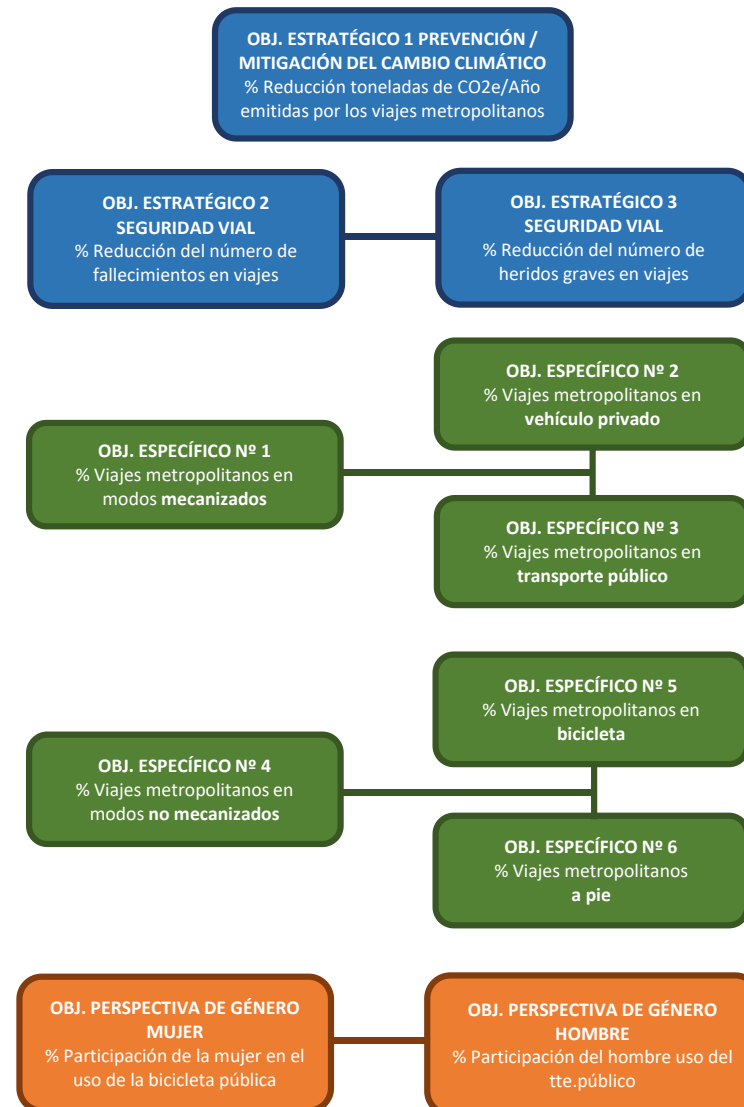 OBJ. ESTRATÉGICO 1 PREVENCIÓN /
MITIGACIÓN DEL CAMBIO CLIMÁTICO
% Reducción toneladas de CO2e/Año
emitidas por los viajes metropolitanos
OBJ. ESTRATÉGICO 2
SEGURIDAD VIAL
% Reducción del número de
fallecimientos en viajes
OBJ. ESTRATÉGICO 3
SEGURIDAD VIAL
% Reducción del número de
heridos graves en viajes
OBJ. ESPECÍFICO Nº 2
% Viajes metropolitanos en
vehículo privado
OBJ. ESPECÍFICO Nº 1
% Viajes metropolitanos en
modos mecanizados
OBJ. ESPECÍFICO Nº 3
% Viajes metropolitanos en
transporte público
OBJ. ESPECÍFICO Nº 5
% Viajes metropolitanos en
bicicleta
OBJ. ESPECÍFICO Nº 4
% Viajes metropolitanos en
modos no mecanizados
OBJ. ESPECÍFICO Nº 6
% Viajes metropolitanos
a pie
OBJ. PERSPECTIVA DE GÉNERO
MUJER
% Participación de la mujer en el
uso de la bicicleta pública
OBJ. PERSPECTIVA DE GÉNERO
HOMBRE
% Participación del hombre uso del
tte.público